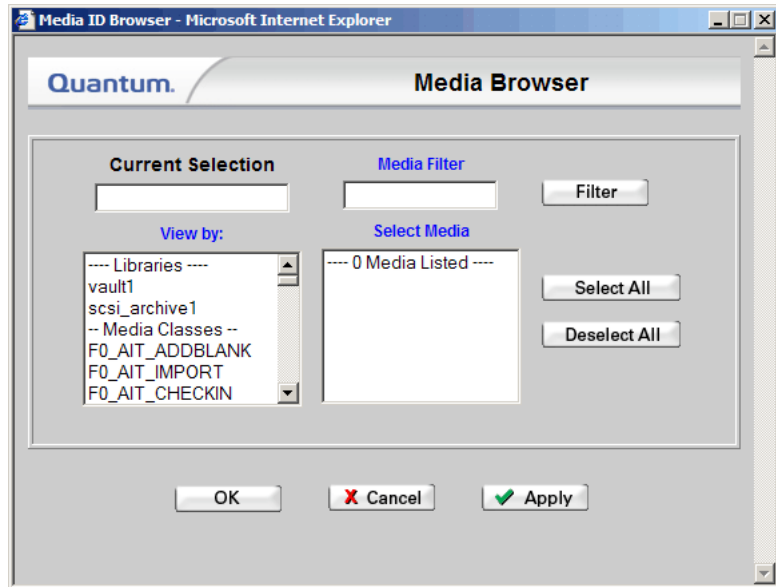 Media ID Browser - Microsoft Internet Explorer
Quantum.
Media Browser
Current Selection
Media Filter
Filter
View by:
Select Media
---- Libraries ----
vault1
scsi_archive1
-- Media Classes --
F0_AIT_ADDBLANK
F0_AIT_IMPORT
F0_AIT_CHECKIN
---- 0 Media Listed ----
Select All
Deselect All
OK
Cancel
Apply